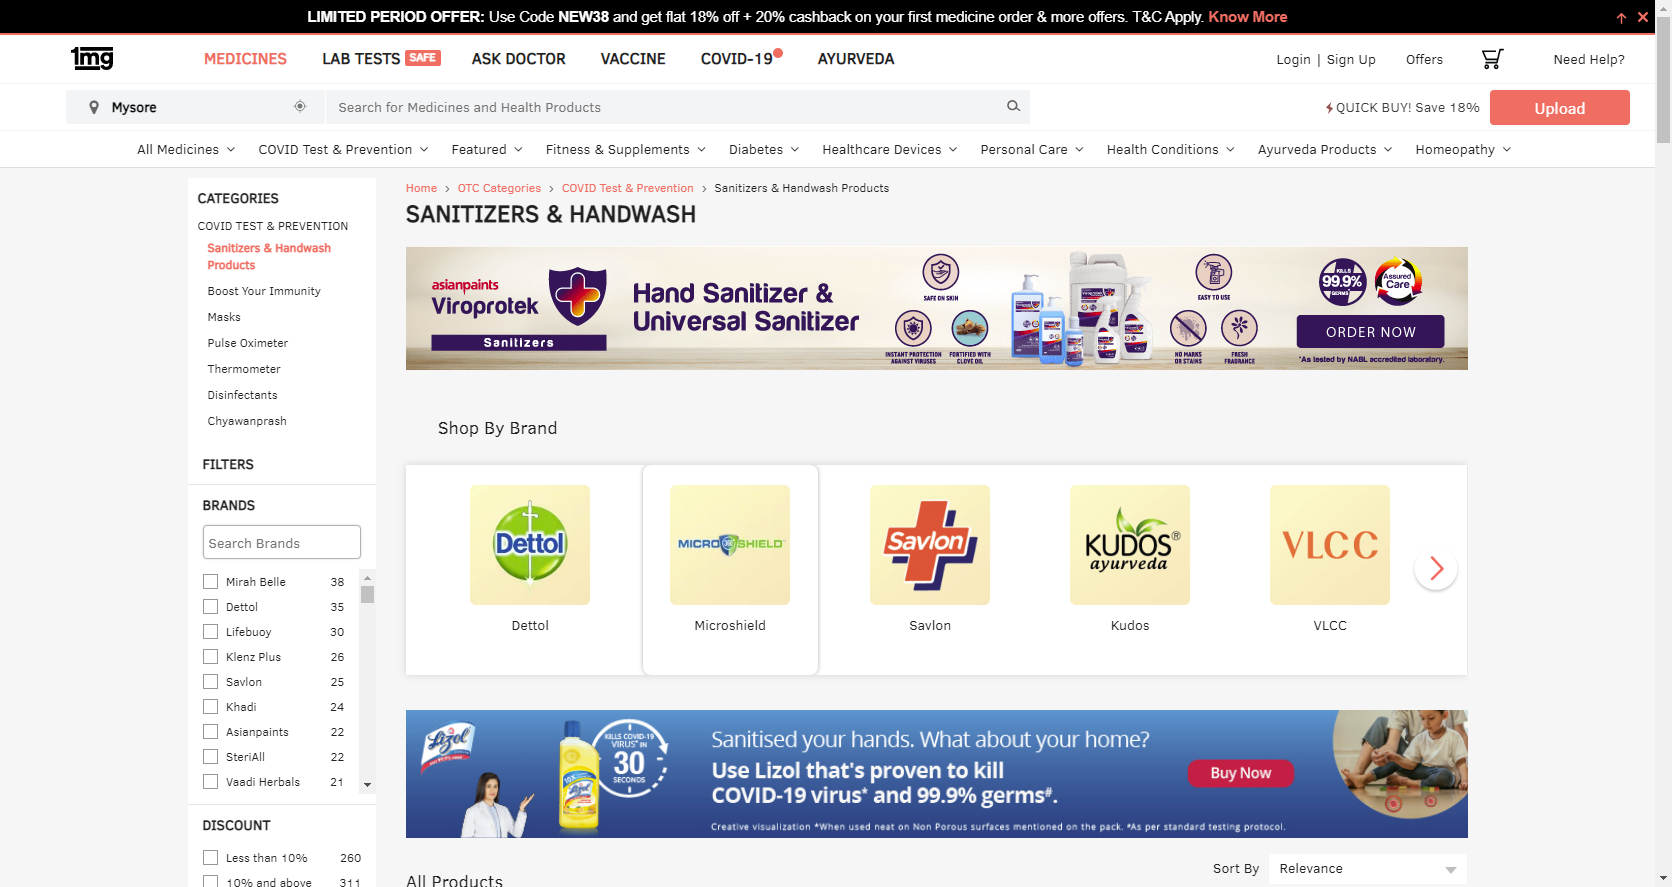 LIMITED PERIOD OFFER: Use Code NEW38 and get flat 18% off + 20% cashback on your first medicine order & more offers. T&C Apply. Know More
1mg
MEDICINES
LAB TESTS SAFE
ASK DOCTOR
VACCINE
COVID-19
AYURVEDA
Login | Sign Up
Offers
Need Help?
Mysore
Search for Medicines and Health Products
QUICK BUY! Save 18%
Upload
All Medicines
COVID Test & Prevention
Featured
Fitness & Supplements
Diabetes
Healthcare Devices
Personal Care
Health Conditions
Ayurveda Products
Homeopathy
CATEGORIES
COVID TEST & PREVENTION
Sanitizers & Handwash
Products
Boost Your Immunity
Masks
Pulse Oximeter
Thermometer
Disinfectants
Chyawanprash
FILTERS
BRANDS
Search Brands
Mirah Belle 38
Dettol 35
Lifebuoy 30
Klenz Plus 26
Savlon 25
Khadi 24
Asianpaints 22
SteriAll 22
Vaadi Herbals 21
DISCOUNT
Less than 10% 260
10% and above 311
Home > OTC Categories > COVID Test & Prevention > Sanitizers & Handwash Products
SANITIZERS & HANDWASH
asianpaints
Viroprotek
Sanitizers
Hand Sanitizer &
Universal Sanitizer
SAFE ON SKIN
INSTANT PROTECTION
AGAINST VIRUSES
FORTIFIED WITH
CLOVE OIL
EASY TO USE
NO MARKS
OR STAINS
FRESH
FRAGRANCE
KILLS
99.9%
GERMS
Assured
Care
ORDER NOW
*As tested by NABL accredited laboratory.
Shop By Brand
Dettol
MICROSHIELD
Savlon
KUDOS®
ayurveda
VLCC
Dettol
Microshield
Savlon
Kudos
VLCC
Lizol
KILLS COVID-19
VIRUS* IN
30
SECONDS
Lizol
Sanitised your hands. What about your home?
Use Lizol that's proven to kill
COVID-19 virus* and 99.9% germs#.
Creative visualization *When used neat on Non Porous surfaces mentioned on the pack. #As per standard testing protocol.
Buy Now
All Products
Sort By
Relevance